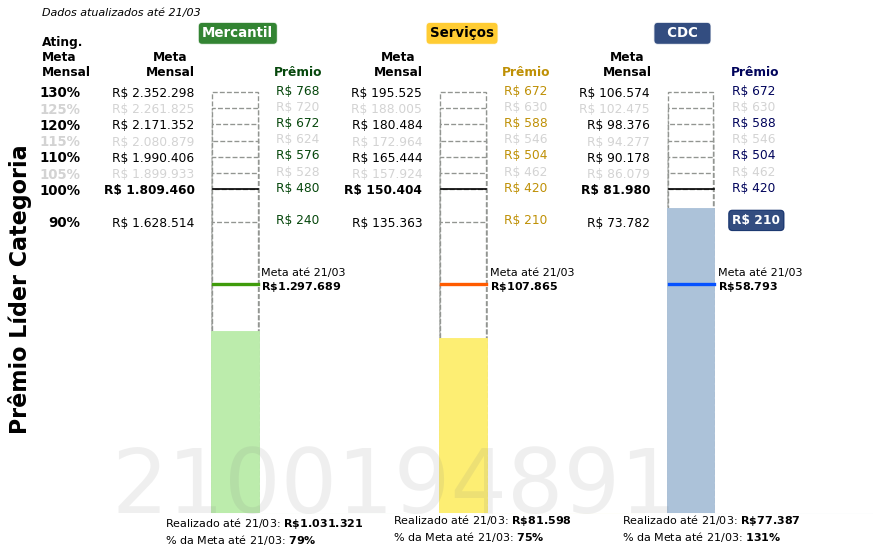 Dados atualizados até 21/03
Mercantil Serviços CDC
Ating. Meta Mensal Meta Mensal Prêmio Meta Mensal Prêmio Meta Mensal Prêmio
130% R$ 2.352.298 R$ 768 R$ 195.525 R$ 672 R$ 106.574 R$ 672
125% R$ 2.261.825 R$ 720 R$ 188.005 R$ 630 R$ 102.475 R$ 630
120% R$ 2.171.352 R$ 672 R$ 180.484 R$ 588 R$ 98.376 R$ 588
115% R$ 2.080.879 R$ 624 R$ 172.964 R$ 546 R$ 94.277 R$ 546
110% R$ 1.990.406 R$ 576 R$ 165.444 R$ 504 R$ 90.178 R$ 504
105% R$ 1.899.933 R$ 528 R$ 157.924 R$ 462 R$ 86.079 R$ 462
100% R$ 1.809.460 R$ 480 R$ 150.404 R$ 420 R$ 81.980 R$ 420
90% R$ 1.628.514 R$ 240 R$ 135.363 R$ 210 R$ 73.782 R$ 210
Meta até 21/03 Meta até 21/03 Meta até 21/03
R$1.297.689 R$107.865 R$58.793
Prêmio Líder Categoria
2100194891
Realizado até 21/03: R$1.031.321 Realizado até 21/03: R$81.598 Realizado até 21/03: R$77.387
% da Meta até 21/03: 79% % da Meta até 21/03: 75% % da Meta até 21/03: 131%